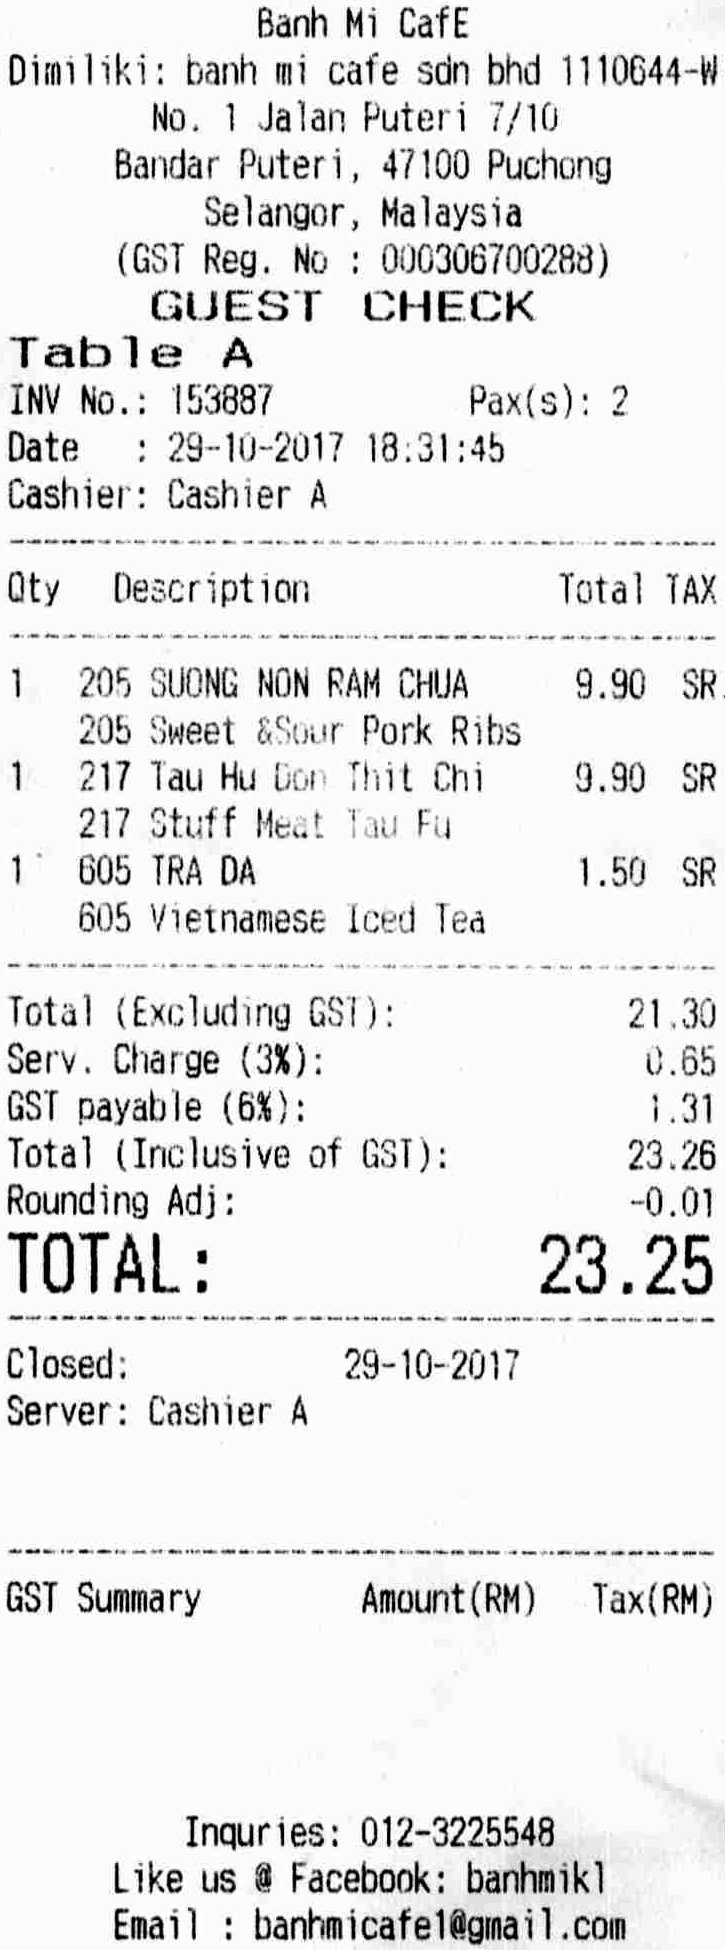 Banh Mi CafE
Dimiliki: banh mi cafe sdn bhd 1110644-W
No. 1 Jalan Puteri 7/10
Bandar Puteri, 47100 Puchong
Selangor, Malaysia
(GST Reg. No : 000306700288)
GUEST CHECK
Table A
INV No.: 153887 Pax(s): 2
Date : 29-10-2017 18:31:45
Cashier: Cashier A
Qty Description Total TAX
1 205 SUONG NON RAM CHUA 9.90 SR
205 Sweet &Sour Pork Ribs
1 217 Tau Hu Don Thit Chi 9.90 SR
217 Stuff Meat Tau Fu
1 605 TRA DA 1.50 SR
605 Vietnamese Iced Tea
Total (Excluding GST): 21.30
Serv. Charge (3%): 0.65
GST payable (6%): 1.31
Total (Inclusive of GST): 23.26
Rounding Adj: -0.01
TOTAL: 23.25
Closed: 29-10-2017
Server: Cashier A
GST Summary Amount(RM) Tax(RM)
Inquries: 012-3225548
Like us @ Facebook: banhmikl
Email : banhmicafe1@gmail.com